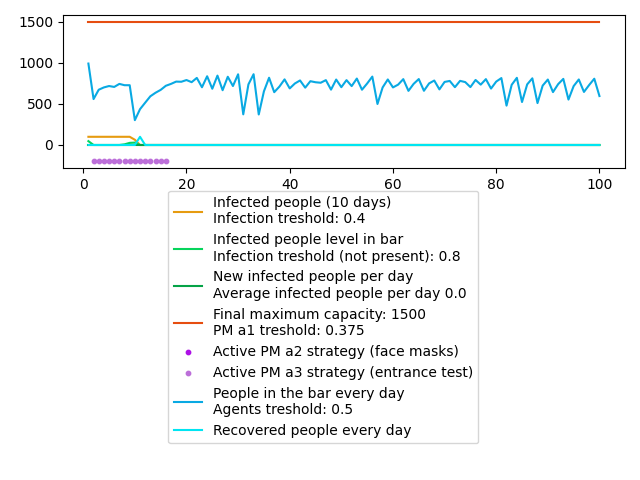 1500
1000
500
0
0 20 40 60 80 100
Infected people (10 days)
Infection treshold: 0.4
Infected people level in bar
Infection treshold (not present): 0.8
New infected people per day
Average infected people per day 0.0
Final maximum capacity: 1500
PM a1 treshold: 0.375
Active PM a2 strategy (face masks)
Active PM a3 strategy (entrance test)
People in the bar every day
Agents treshold: 0.5
Recovered people every day